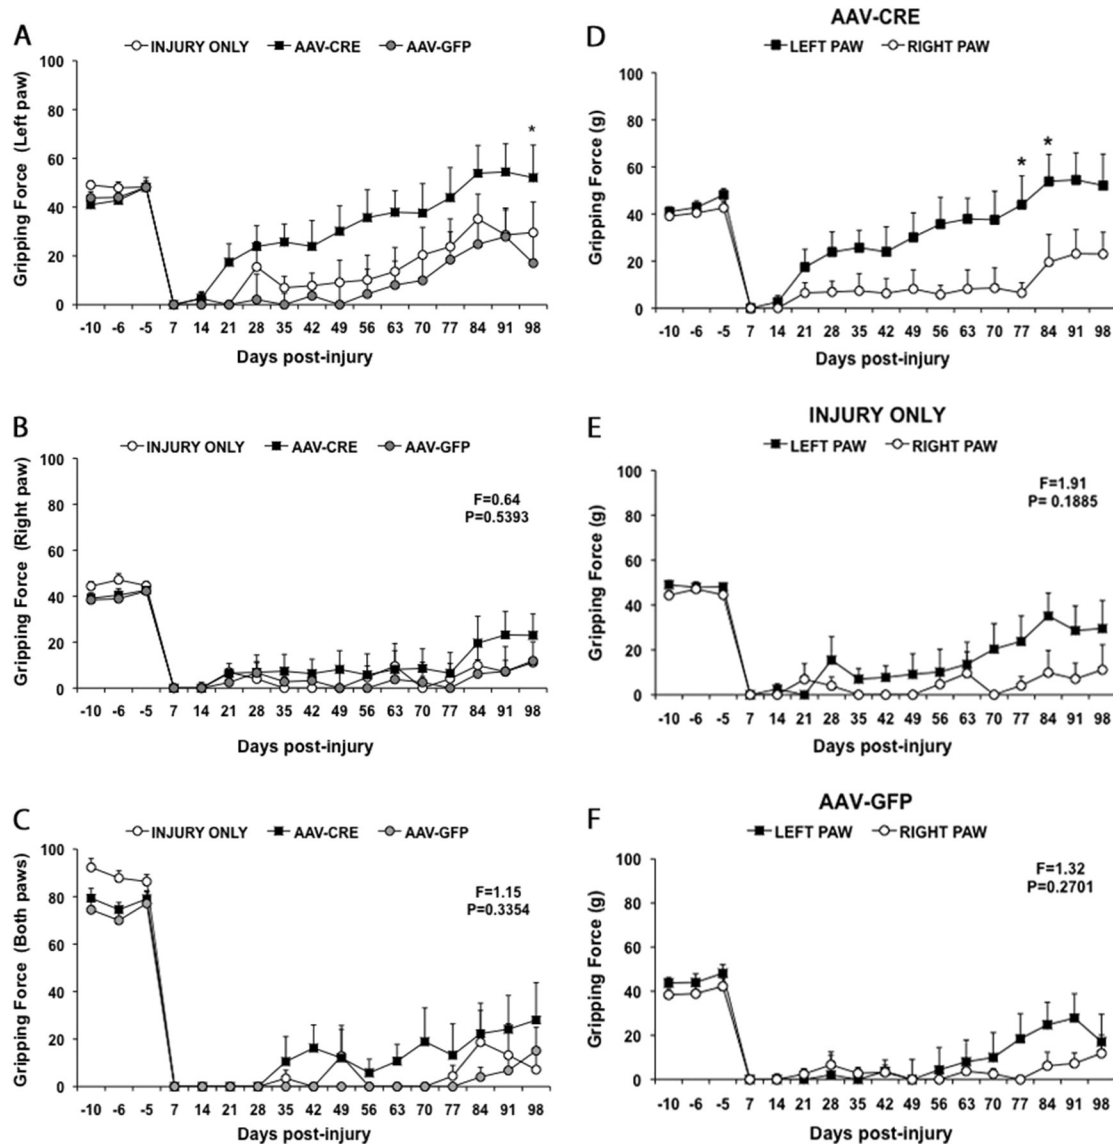 A
INJURY ONLY AAV-CRE AAV-GFP
Gripping Force (Left paw)
100
80
60
40
20
0
*
-10 -6 -5 7 14 21 28 35 42 49 56 63 70 77 84 91 98
Days post-injury
D
AAV-CRE
LEFT PAW RIGHT PAW
Gripping Force (g)
100
80
60
40
20
0
* *
-10 -6 -5 7 14 21 28 35 42 49 56 63 70 77 84 91 98
Days post-injury
B
INJURY ONLY AAV-CRE AAV-GFP
Gripping Force (Right paw)
100
80
60
40
20
0
F=0.64
P=0.5393
-10 -6 -5 7 14 21 28 35 42 49 56 63 70 77 84 91 98
Days post-injury
E
INJURY ONLY
LEFT PAW RIGHT PAW
Gripping Force (g)
100
80
60
40
20
0
F=1.91
P= 0.1885
-10 -6 -5 7 14 21 28 35 42 49 56 63 70 77 84 91 98
Days post-injury
C
INJURY ONLY AAV-CRE AAV-GFP
Gripping Force (Both paws)
100
80
60
40
20
0
F=1.15
P=0.3354
-10 -6 -5 7 14 21 28 35 42 49 56 63 70 77 84 91 98
Days post-injury
F
AAV-GFP
LEFT PAW RIGHT PAW
Gripping Force (g)
100
80
60
40
20
0
F=1.32
P=0.2701
-10 -6 -5 7 14 21 28 35 42 49 56 63 70 77 84 91 98
Days post-injury